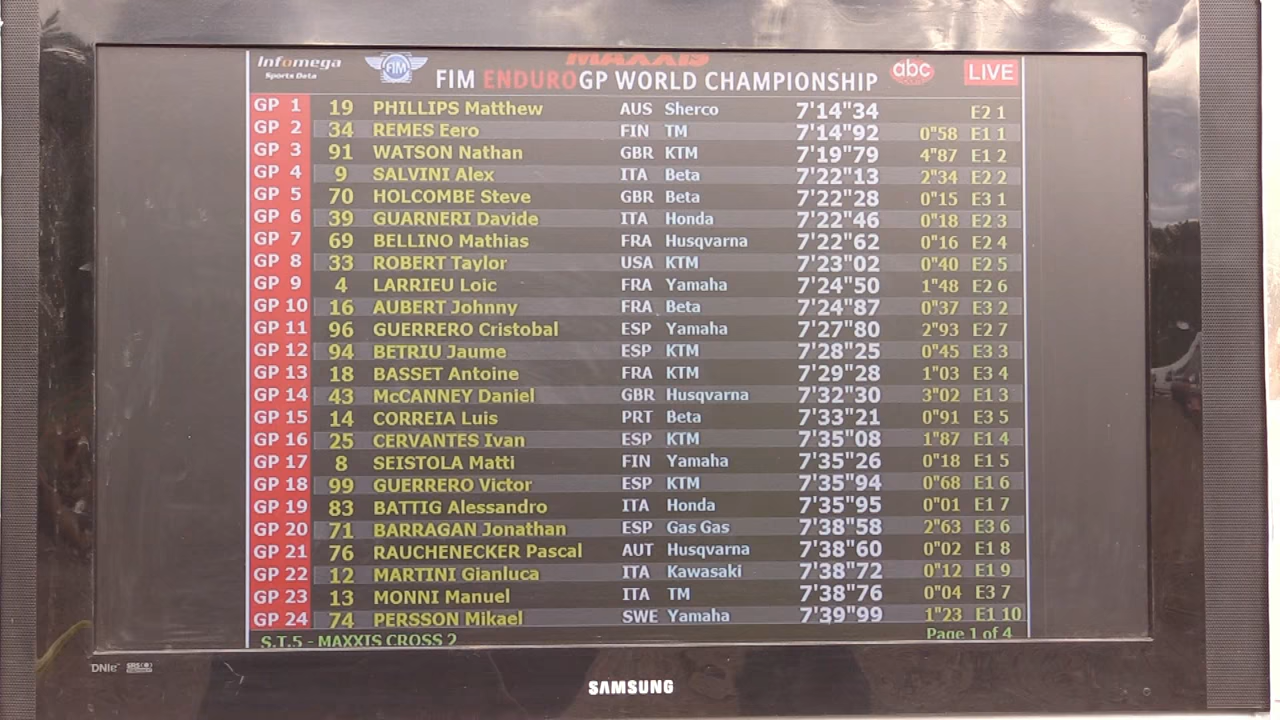 Infomega
Sports Data
FIM
MAXXIS
FIM ENDUROGP WORLD CHAMPIONSHIP
abc
LIVE
GP 1 19 PHILLIPS Matthew AUS Sherco 7'14"34 E2 1
GP 2 34 REMES Eero FIN TM 7'14"92 0"58 E1 1
GP 3 91 WATSON Nathan GBR KTM 7'19"79 4"87 E1 2
GP 4 9 SALVINI Alex ITA Beta 7'22"13 2"34 E2 2
GP 5 70 HOLCOMBE Steve GBR Beta 7'22"28 0"15 E3 1
GP 6 39 GUARNERI Davide ITA Honda 7'22"46 0"18 E2 3
GP 7 69 BELLINO Mathias FRA Husqvarna 7'22"62 0"16 E2 4
GP 8 33 ROBERT Taylor USA KTM 7'23"02 0"40 E2 5
GP 9 4 LARRIEU Loic FRA Yamaha 7'24"50 1"48 E2 6
GP 10 16 AUBERT Johnny FRA Beta 7'24"87 0"37 E3 2
GP 11 96 GUERRERO Cristobal ESP Yamaha 7'27"80 2"93 E2 7
GP 12 94 BETRIU Jaume ESP KTM 7'28"25 0"45 E3 3
GP 13 18 BASSET Antoine FRA KTM 7'29"28 1"03 E3 4
GP 14 43 McCANNEY Daniel GBR Husqvarna 7'32"30 3"02 E1 3
GP 15 14 CORREIA Luis PRT Beta 7'33"21 0"91 E3 5
GP 16 25 CERVANTES Ivan ESP KTM 7'35"08 1"87 E1 4
GP 17 8 SEISTOLA Matti FIN Yamaha 7'35"26 0"18 E1 5
GP 18 99 GUERRERO Victor ESP KTM 7'35"94 0"68 E1 6
GP 19 83 BATTIG Alessandro ITA Honda 7'35"95 0"01 E1 7
GP 20 71 BARRAGAN Jonathan ESP Gas Gas 7'38"58 2"63 E3 6
GP 21 76 RAUCHENECKER Pascal AUT Husqvarna 7'38"60 0"02 E1 8
GP 22 12 MARTINI Gianluca ITA Kawasaki 7'38"72 0"12 E1 9
GP 23 13 MONNI Manuel ITA TM 7'38"76 0"04 E3 7
GP 24 74 PERSSON Mikael SWE Yamaha 7'39"99 1"23 E1 10
S.T.5 - MAXXIS CROSS 2 Page 1 of 4
DNIe SRS
SAMSUNG